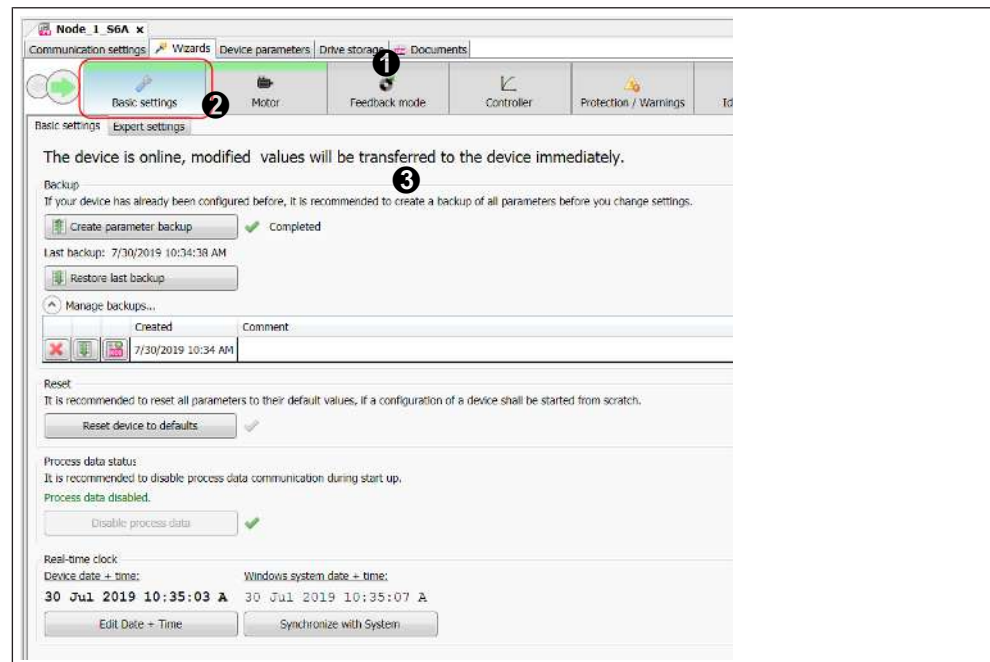 Node_1_S6A x
Communication settings Wizards Device parameters Drive storage Documents
1
Basic settings 2 Motor Feedback mode Controller Protection / Warnings Id
Basic settings Expert settings
The device is online, modified values will be transferred to the device immediately.
3
Backup
If your device has already been configured before, it is recommended to create a backup of all parameters before you change settings.
Create parameter backup Completed
Last backup: 7/30/2019 10:34:38 AM
Restore last backup
Manage backups...
Created Comment
7/30/2019 10:34 AM
Reset
It is recommended to reset all parameters to their default values, if a configuration of a device shall be started from scratch.
Reset device to defaults
Process data status
It is recommended to disable process data communication during start up.
Process data disabled.
Disable process data
Real-time clock
Device date + time: Windows system date + time:
30 Jul 2019 10:35:03 A 30 Jul 2019 10:35:07 A
Edit Date + Time Synchronize with System